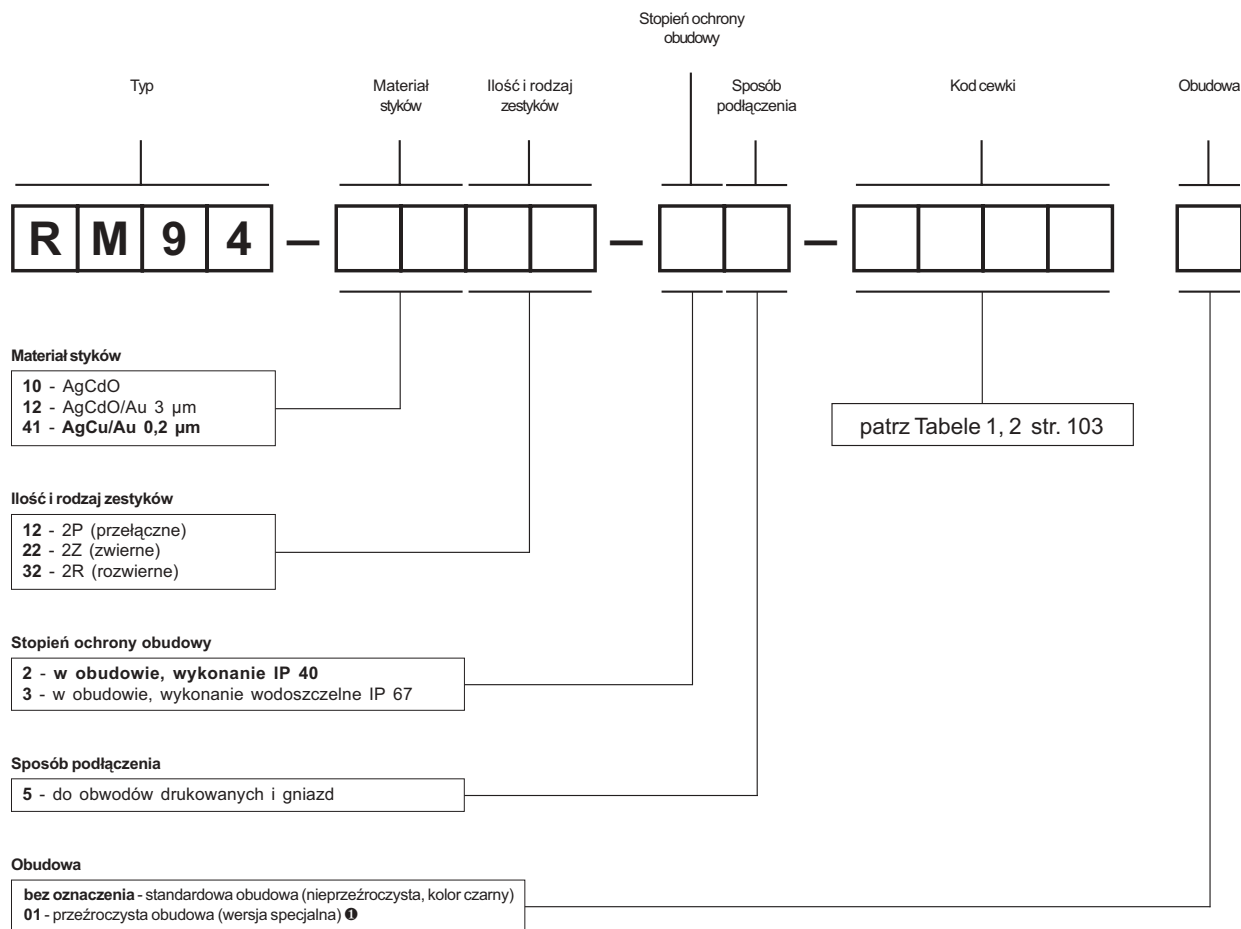 Stopień ochrony
obudowy
Typ
Materiał
styków
Ilość i rodzaj
zestyków
Sposób
podłączenia
Kod cewki
Obudowa
R M 9 4 – – –
Materiał styków
10 - AgCdO
12 - AgCdO/Au 3 µm
41 - AgCu/Au 0,2 µm
patrz Tabele 1, 2 str. 103
Ilość i rodzaj zestyków
12 - 2P (przełączne)
22 - 2Z (zwierne)
32 - 2R (rozwierne)
Stopień ochrony obudowy
2 - w obudowie, wykonanie IP 40
3 - w obudowie, wykonanie wodoszczelne IP 67
Sposób podłączenia
5 - do obwodów drukowanych i gniazd
Obudowa
bez oznaczenia - standardowa obudowa (nieprzeźroczysta, kolor czarny)
01 - przeźroczysta obudowa (wersja specjalna) ❶